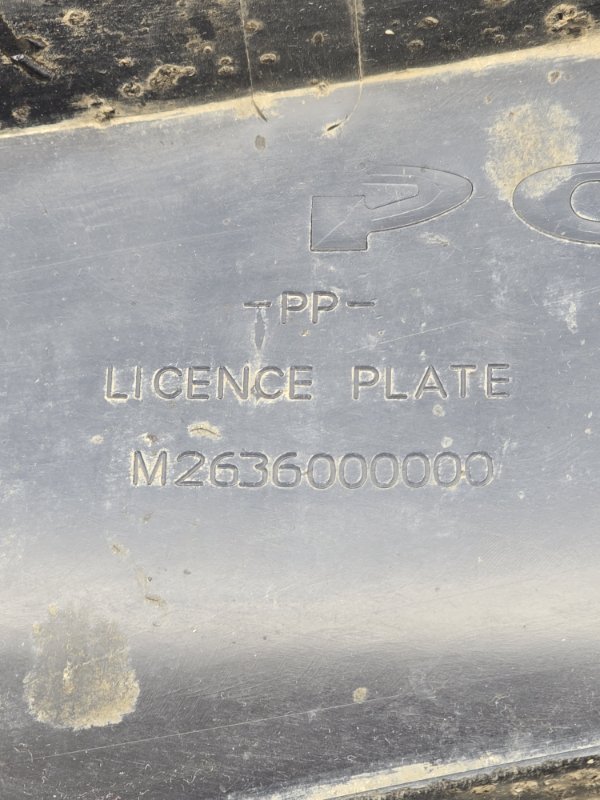 -PP-
LICENCE PLATE
M2636000000